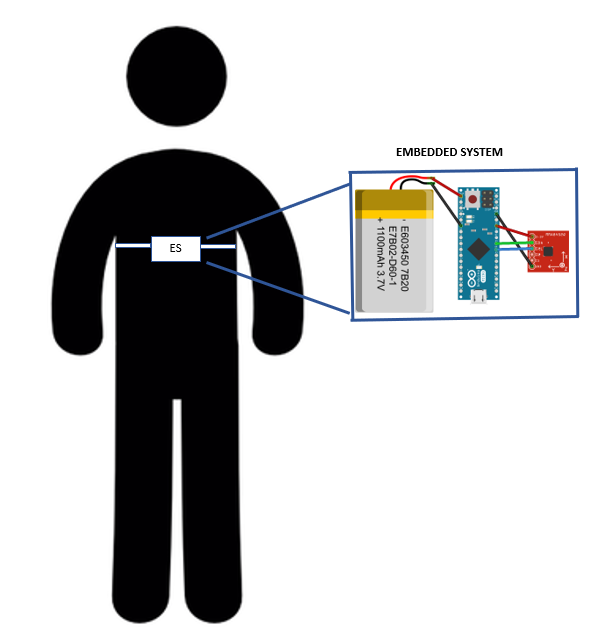 EMBEDDED SYSTEM
ES
- E603450 7B20
E7B02-D60-1
+ 1100mAh 3.7V